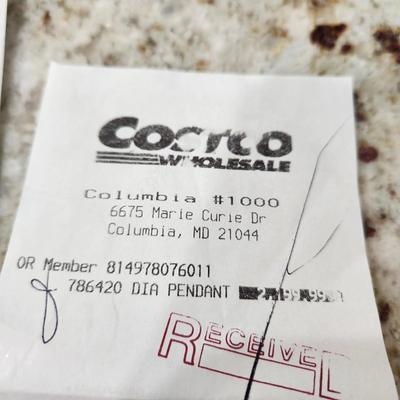 COSTCO
WHOLESALE
Columbia #1000
6675 Marie Curie Dr
Columbia, MD 21044
OR Member 814978076011
786420 DIA PENDANT
RECEIVED